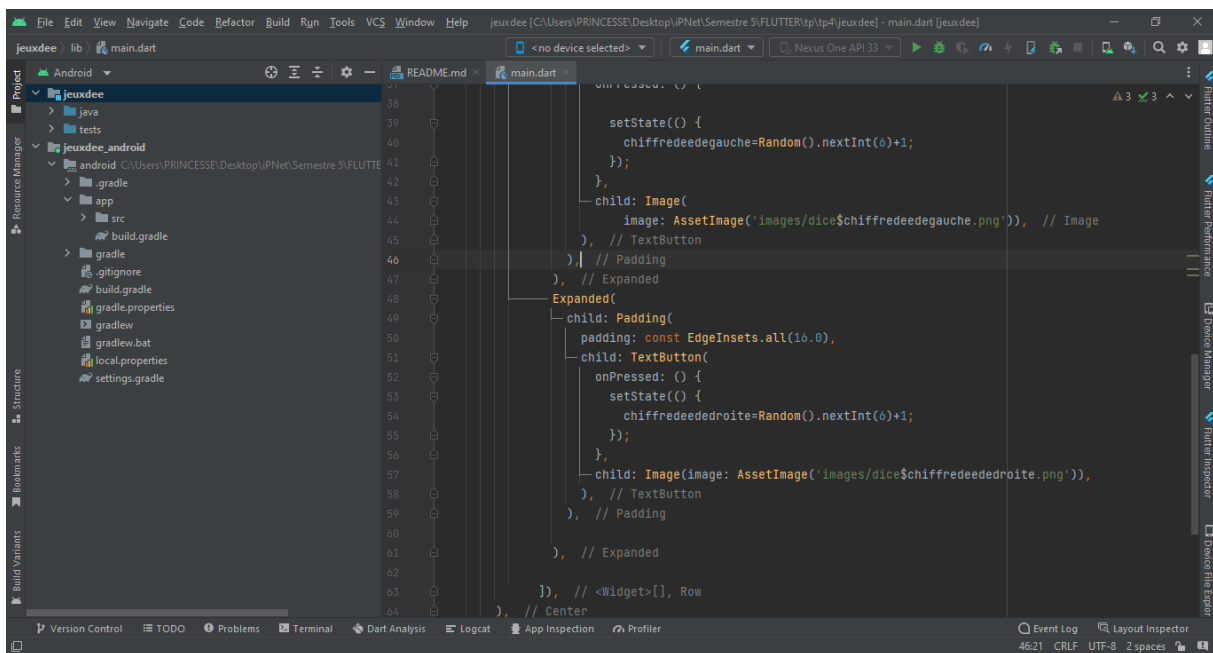 File Edit View Navigate Code Refactor Build Run Tools VCS Window Help jeuxdee [C:\Users\PRINCESSE\Desktop\iPNet\Semestre 5\FLUTTER\tp\tp4\jeuxdee] - main.dart [jeuxdee]
jeuxdee lib main.dart <no device selected> main.dart Nexus One API 33
Android README.md main.dart
Project
Resource Manager
Structure
Bookmarks
Build Variants
jeuxdee
java
tests
jeuxdee_android
android C:\Users\PRINCESSE\Desktop\iPNet\Semestre 5\FLUTTE
.gradle
app
src
build.gradle
gradle
.gitignore
build.gradle
gradle.properties
gradlew
gradlew.bat
local.properties
settings.gradle
37 onPressed: () {
38
39 setState(() {
40 chiffredeedegauche=Random().nextInt(6)+1;
41 });
42 },
43 child: Image(
44 image: AssetImage('images/dice$chiffredeedegauche.png')), // Image
45 ), // TextButton
46 ), // Padding
47 ), // Expanded
48 Expanded(
49 child: Padding(
50 padding: const EdgeInsets.all(16.0),
51 child: TextButton(
52 onPressed: () {
53 setState(() {
54 chiffredeededroite=Random().nextInt(6)+1;
55 });
56 },
57 child: Image(image: AssetImage('images/dice$chiffredeededroite.png')),
58 ), // TextButton
59 ), // Padding
60
61 ), // Expanded
62
63 ]), // <Widget>[], Row
64 ), // Center
3 3
Flutter Outline
Flutter Performance
Device Manager
Flutter Inspector
Device File Explor
Version Control TODO Problems Terminal Dart Analysis Logcat App Inspection Profiler Event Log Layout Inspector
46:21 CRLF UTF-8 2 spaces